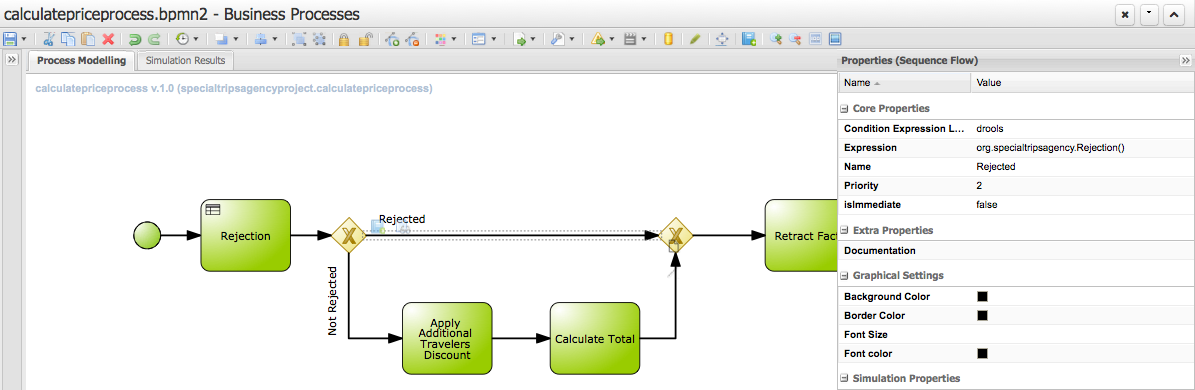 calculatepriceprocess.bpmn2 - Business Processes
Process Modelling
Simulation Results
calculatepriceprocess v.1.0 (specialtripsagencyproject.calculatepriceprocess)
Rejection
Rejected
Not Rejected
Apply
Additional
Travelers
Discount
Calculate Total
Retract Fact
Properties (Sequence Flow)
Name Value
Core Properties
Condition Expression L... drools
Expression org.specialtripsagency.Rejection()
Name Rejected
Priority 2
isImmediate false
Extra Properties
Documentation
Graphical Settings
Background Color
Border Color
Font Size
Font color
Simulation Properties